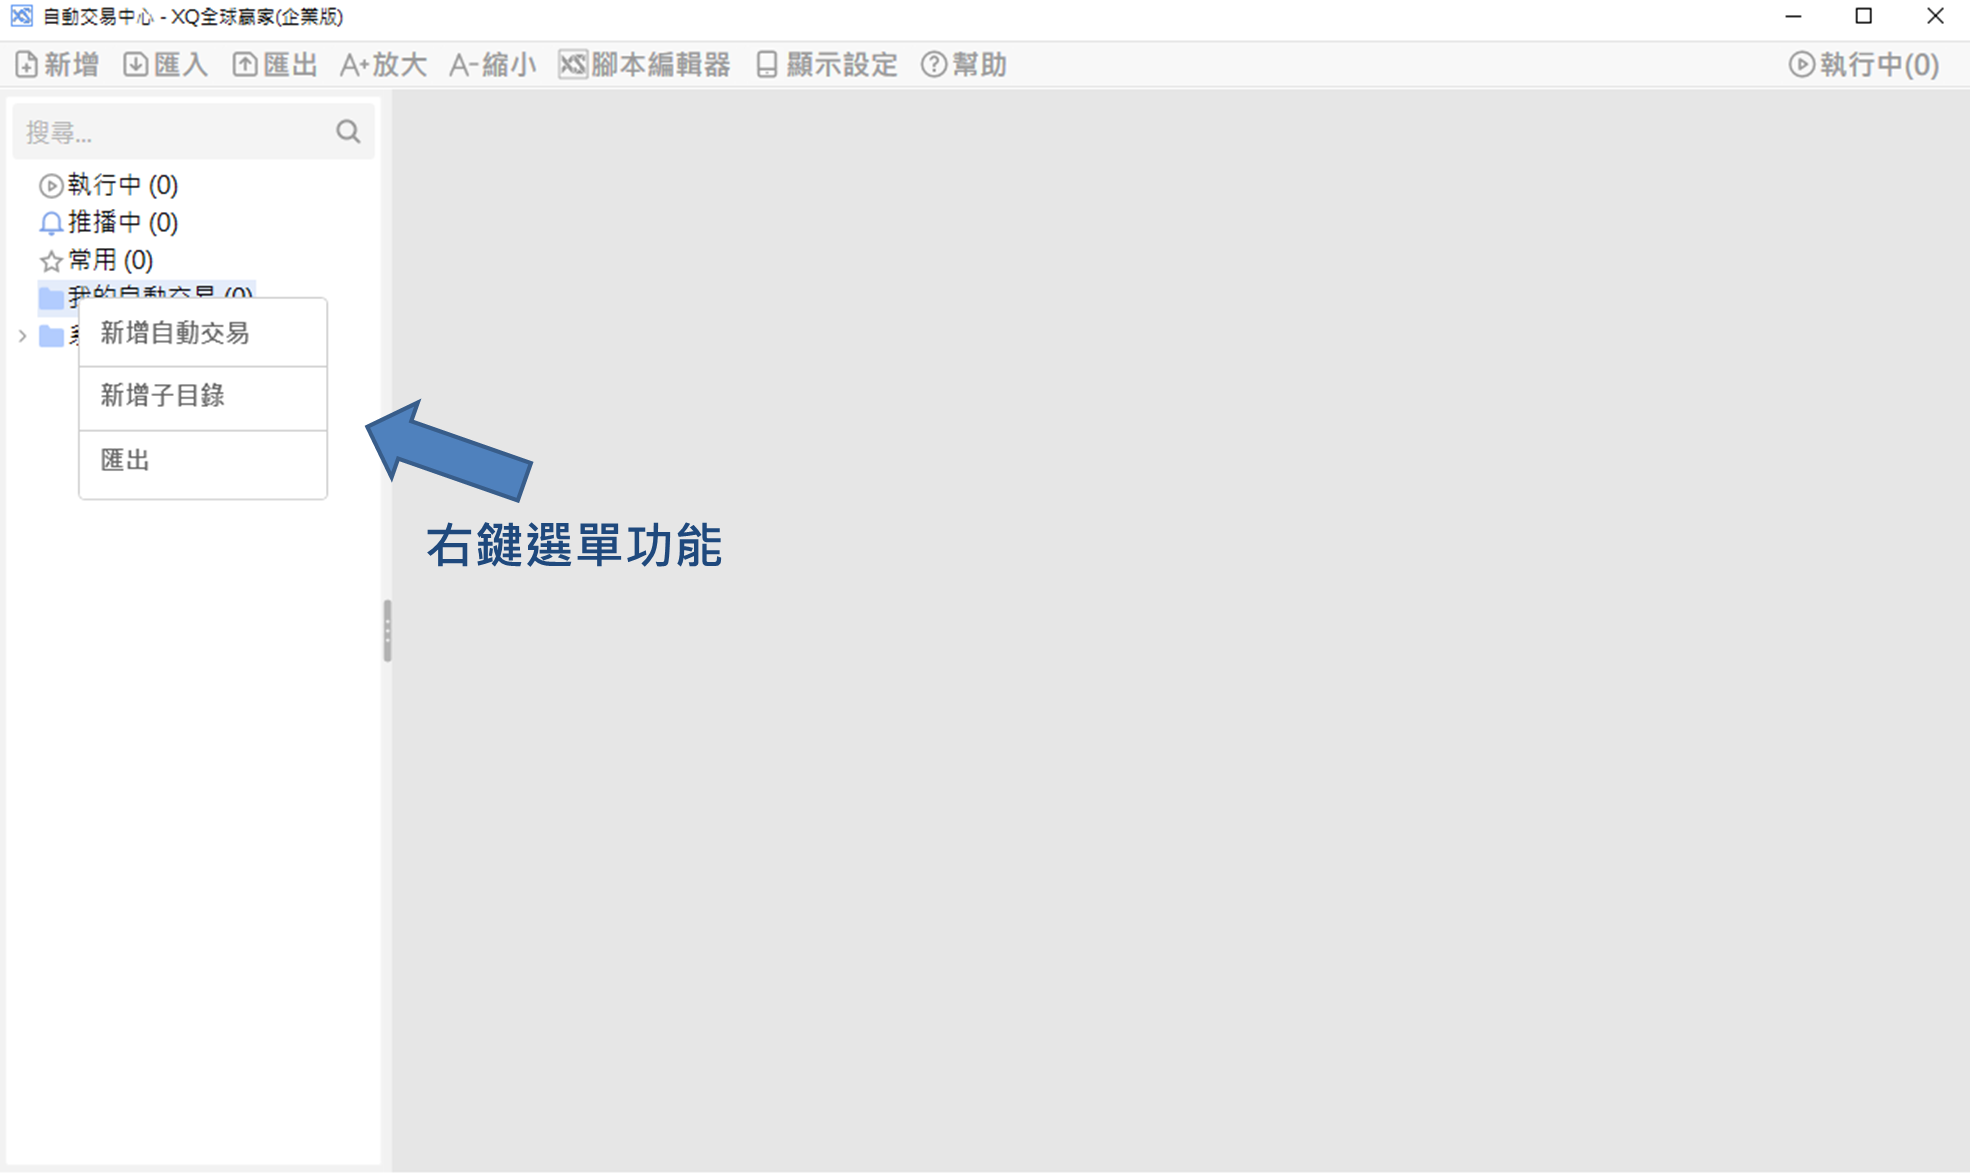 自動交易中心 - XQ全球贏家(企業版)
新增 匯入 匯出 A+放大 A-縮小 XS腳本編輯器 顯示設定 幫助 執行中(0)
搜尋...
執行中 (0)
推播中 (0)
常用 (0)
我的自動交易 (0)
新增自動交易
新增子目錄
匯出
右鍵選單功能